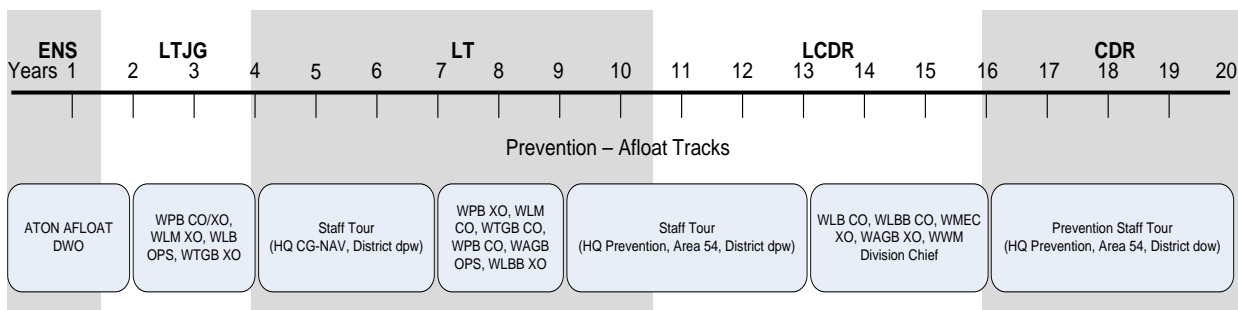 ENS LTJG LT LCDR CDR
Years 1 2 3 4 5 6 7 8 9 10 11 12 13 14 15 16 17 18 19 20
Prevention – Afloat Tracks
ATON AFLOAT
DWO
WPB CO/XO,
WLM XO, WLB
OPS, WTGB XO
Staff Tour
(HQ CG-NAV, District dpw)
WPB XO, WLM
CO, WTGB CO,
WPB CO, WAGB
OPS, WLBB XO
Staff Tour
(HQ Prevention, Area 54, District dpw)
WLB CO, WLBB CO, WMEC
XO, WAGB XO, WWM
Division Chief
Prevention Staff Tour
(HQ Prevention, Area 54, District dow)